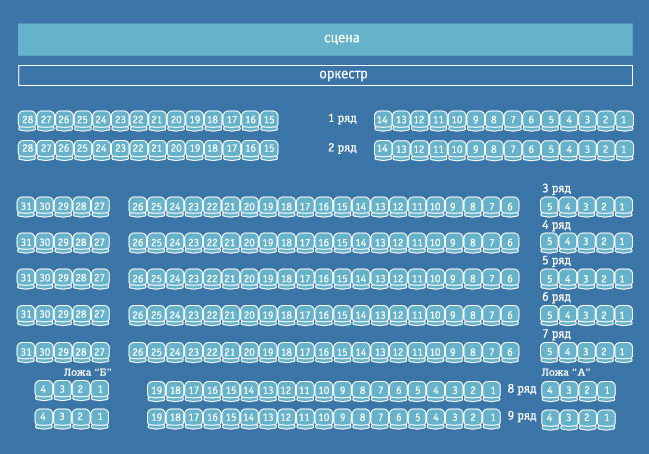 сцена
оркестр
28 27 26 25 24 23 22 21 20 19 18 17 16 15 1 ряд 14 13 12 11 10 9 8 7 6 5 4 3 2 1
28 27 26 25 24 23 22 21 20 19 18 17 16 15 2 ряд 14 13 12 11 10 9 8 7 6 5 4 3 2 1
3 ряд
31 30 29 28 27 26 25 24 23 22 21 20 19 18 17 16 15 14 13 12 11 10 9 8 7 6 5 4 3 2 1
4 ряд
31 30 29 28 27 26 25 24 23 22 21 20 19 18 17 16 15 14 13 12 11 10 9 8 7 6 5 4 3 2 1
5 ряд
31 30 29 28 27 26 25 24 23 22 21 20 19 18 17 16 15 14 13 12 11 10 9 8 7 6 5 4 3 2 1
6 ряд
31 30 29 28 27 26 25 24 23 22 21 20 19 18 17 16 15 14 13 12 11 10 9 8 7 6 5 4 3 2 1
7 ряд
31 30 29 28 27 26 25 24 23 22 21 20 19 18 17 16 15 14 13 12 11 10 9 8 7 6 5 4 3 2 1
Ложа "Б" Ложа "А"
4 3 2 1 19 18 17 16 15 14 13 12 11 10 9 8 7 6 5 4 3 2 1 8 ряд 4 3 2 1
4 3 2 1 19 18 17 16 15 14 13 12 11 10 9 8 7 6 5 4 3 2 1 9 ряд 4 3 2 1